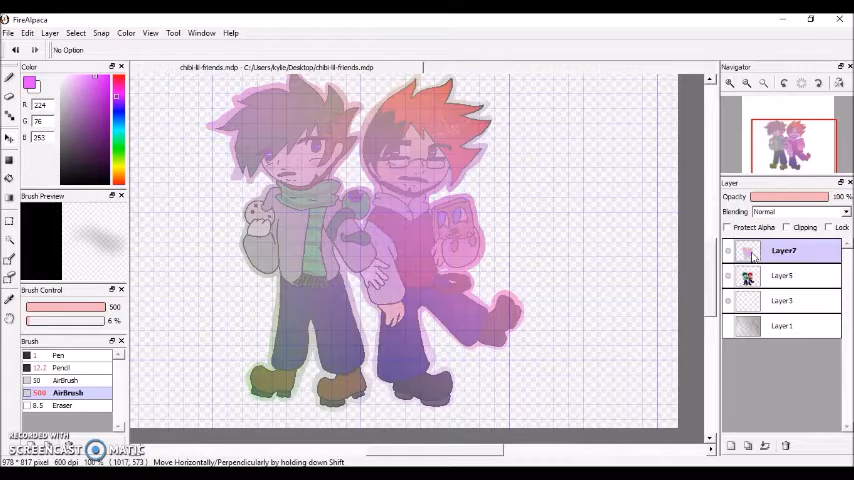 FireAlpaca
File Edit Layer Select Snap Color View Tool Window Help
No Option
Color
chibi-lil-friends.mdp - C:/Users/kylie/Desktop/chibi-lil-friends.mdp
Navigator
R 224
G 76
B 253
Brush Preview
Layer
Opacity 100 %
Blending Normal
Protect Alpha Clipping Lock
Layer7
Layer5
Layer3
Layer1
Brush Control
500
6 %
Brush
1 Pen
12.2 Pencil
50 AirBrush
500 AirBrush
8.5 Eraser
RECORDED WITH
SCREENCAST MATIC
978 * 817 pixel 600 dpi 100 % ( 1017, 573 ) Move Horizontally/Perpendicularly by holding down Shift